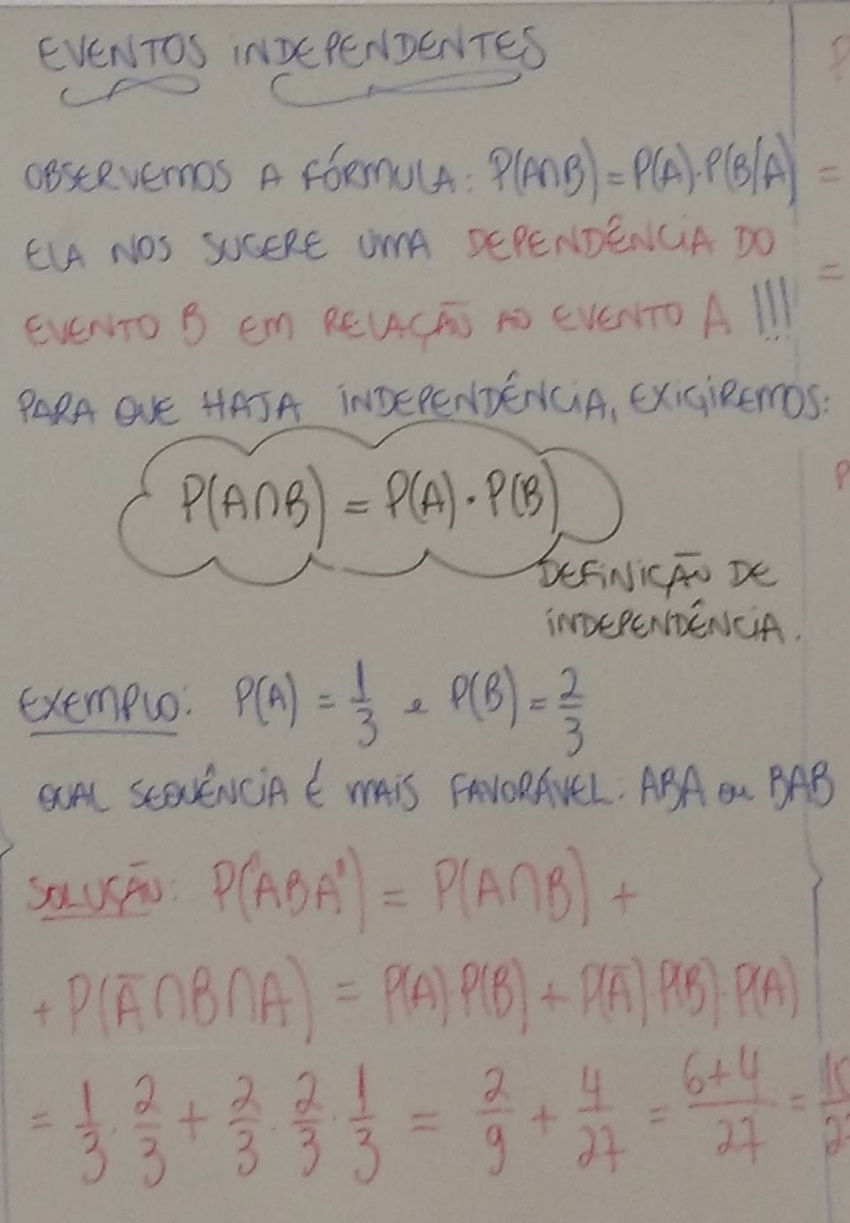 EVENTOS INDEPENDENTES
OBSERVEMOS A FÓRMULA: P(A∩B)=P(A)·P(B/A) =
ELA NOS SUGERE UMA DEPENDÊNCIA DO
=
EVENTO B EM RELAÇÃO AO EVENTO A !!!
PARA QUE HAJA INDEPENDÊNCIA, EXIGIREMOS:
P(A∩B) = P(A)·P(B)
DEFINIÇÃO DE
INDEPENDÊNCIA.
EXEMPLO: P(A) = 1/3 e P(B) = 2/3
QUAL SEQUÊNCIA É MAIS FAVORÁVEL: ABA ou BAB
SOLUÇÃO: P("ABA") = P(A∩B) +
+ P(Ā∩B∩A) = P(A)·P(B) + P(Ā)·P(B)·P(A)
= 1/3 · 2/3 + 2/3 · 2/3 · 1/3 = 2/9 + 4/27 = 6+4/27 =